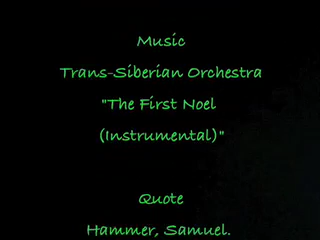 Music
Trans-Siberian Orchestra
"The First Noel
(Instrumental)"
Quote
Hammer, Samuel.